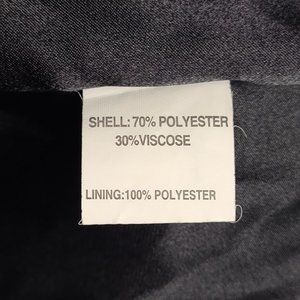 SHELL: 70% POLYESTER
30%VISCOSE
LINING:100% POLYESTER